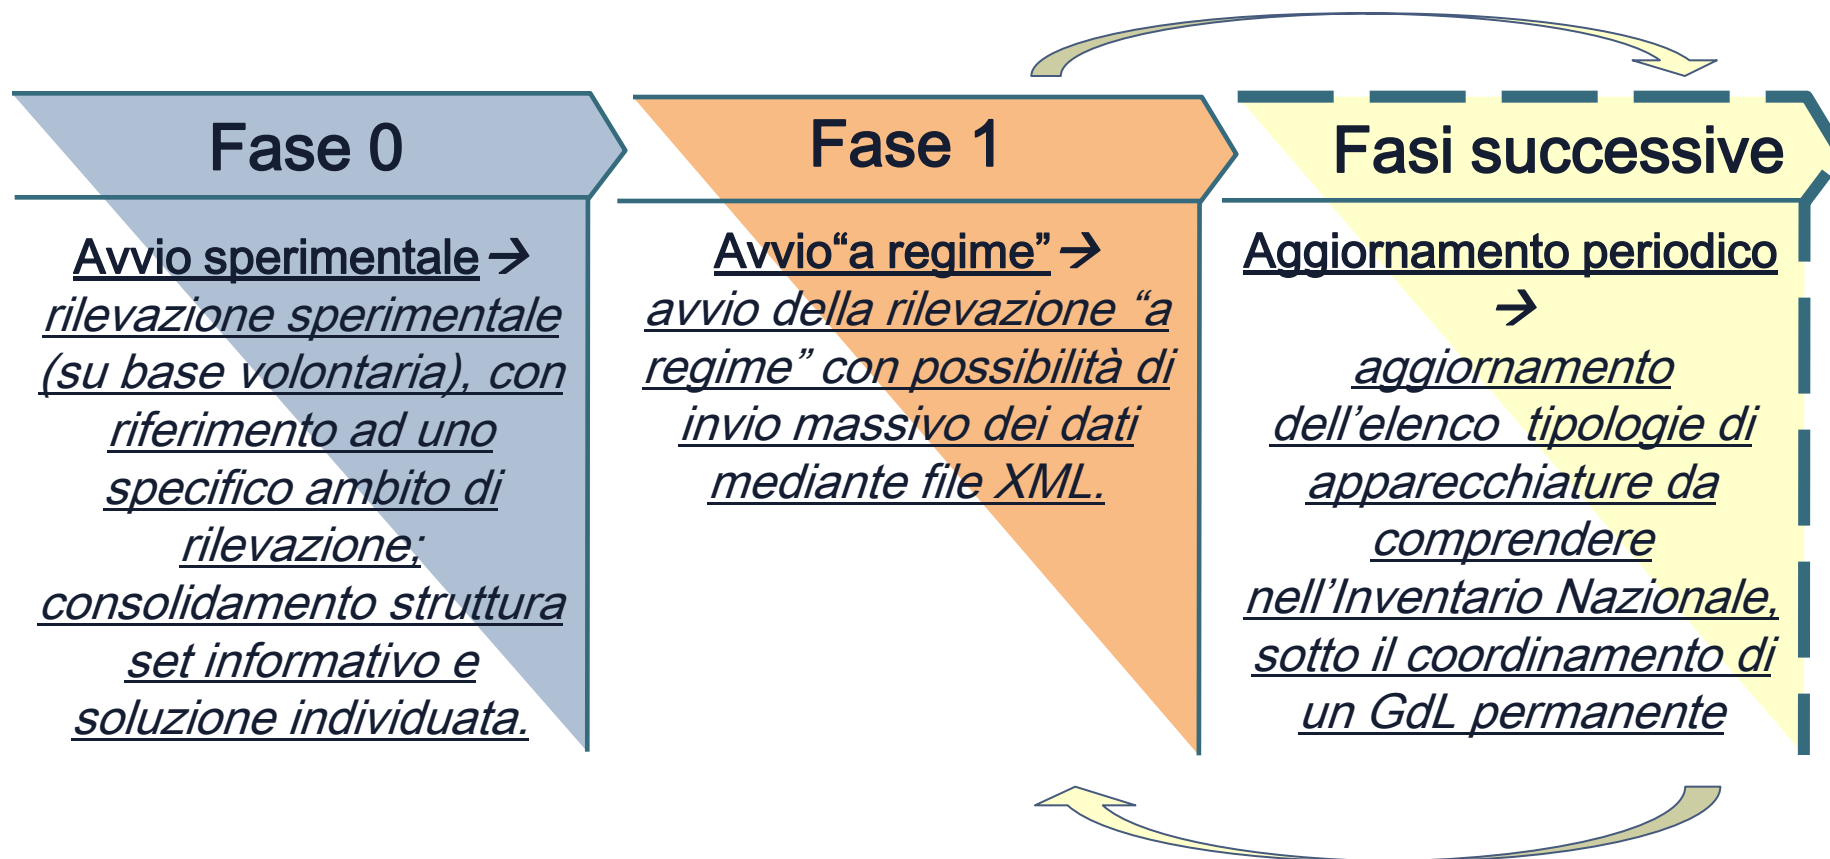 Fase 0
Avvio sperimentale →
rilevazione sperimentale
(su base volontaria), con
riferimento ad uno
specifico ambito di
rilevazione;
consolidamento struttura
set informativo e
soluzione individuata.
Fase 1
Avvio“a regime” →
avvio della rilevazione “a
regime” con possibilità di
invio massivo dei dati
mediante file XML.
Fasi successive
Aggiornamento periodico
→
aggiornamento
dell’elenco  tipologie di
apparecchiature da
comprendere
nell’Inventario Nazionale,
sotto il coordinamento di
un GdL permanente